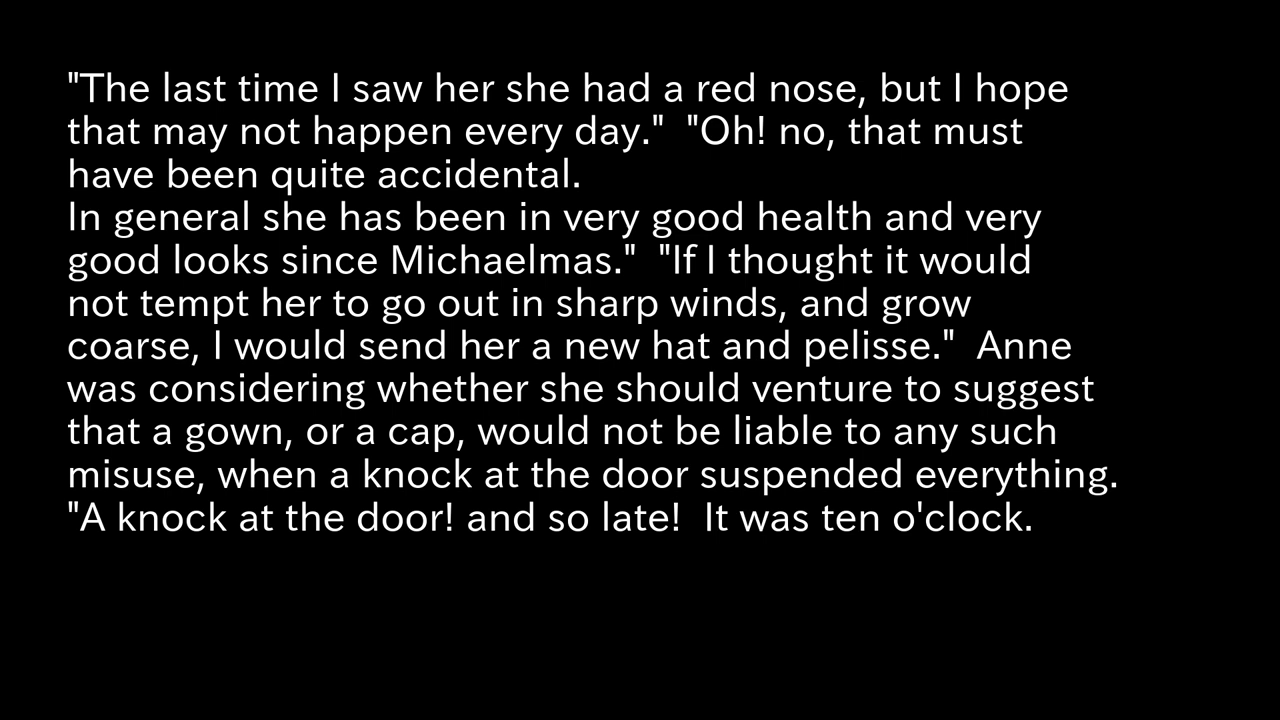 "The last time I saw her she had a red nose, but I hope
that may not happen every day."  "Oh! no, that must
have been quite accidental.
In general she has been in very good health and very
good looks since Michaelmas."  "If I thought it would
not tempt her to go out in sharp winds, and grow
coarse, I would send her a new hat and pelisse."  Anne
was considering whether she should venture to suggest
that a gown, or a cap, would not be liable to any such
misuse, when a knock at the door suspended everything.
"A knock at the door! and so late!  It was ten o'clock.